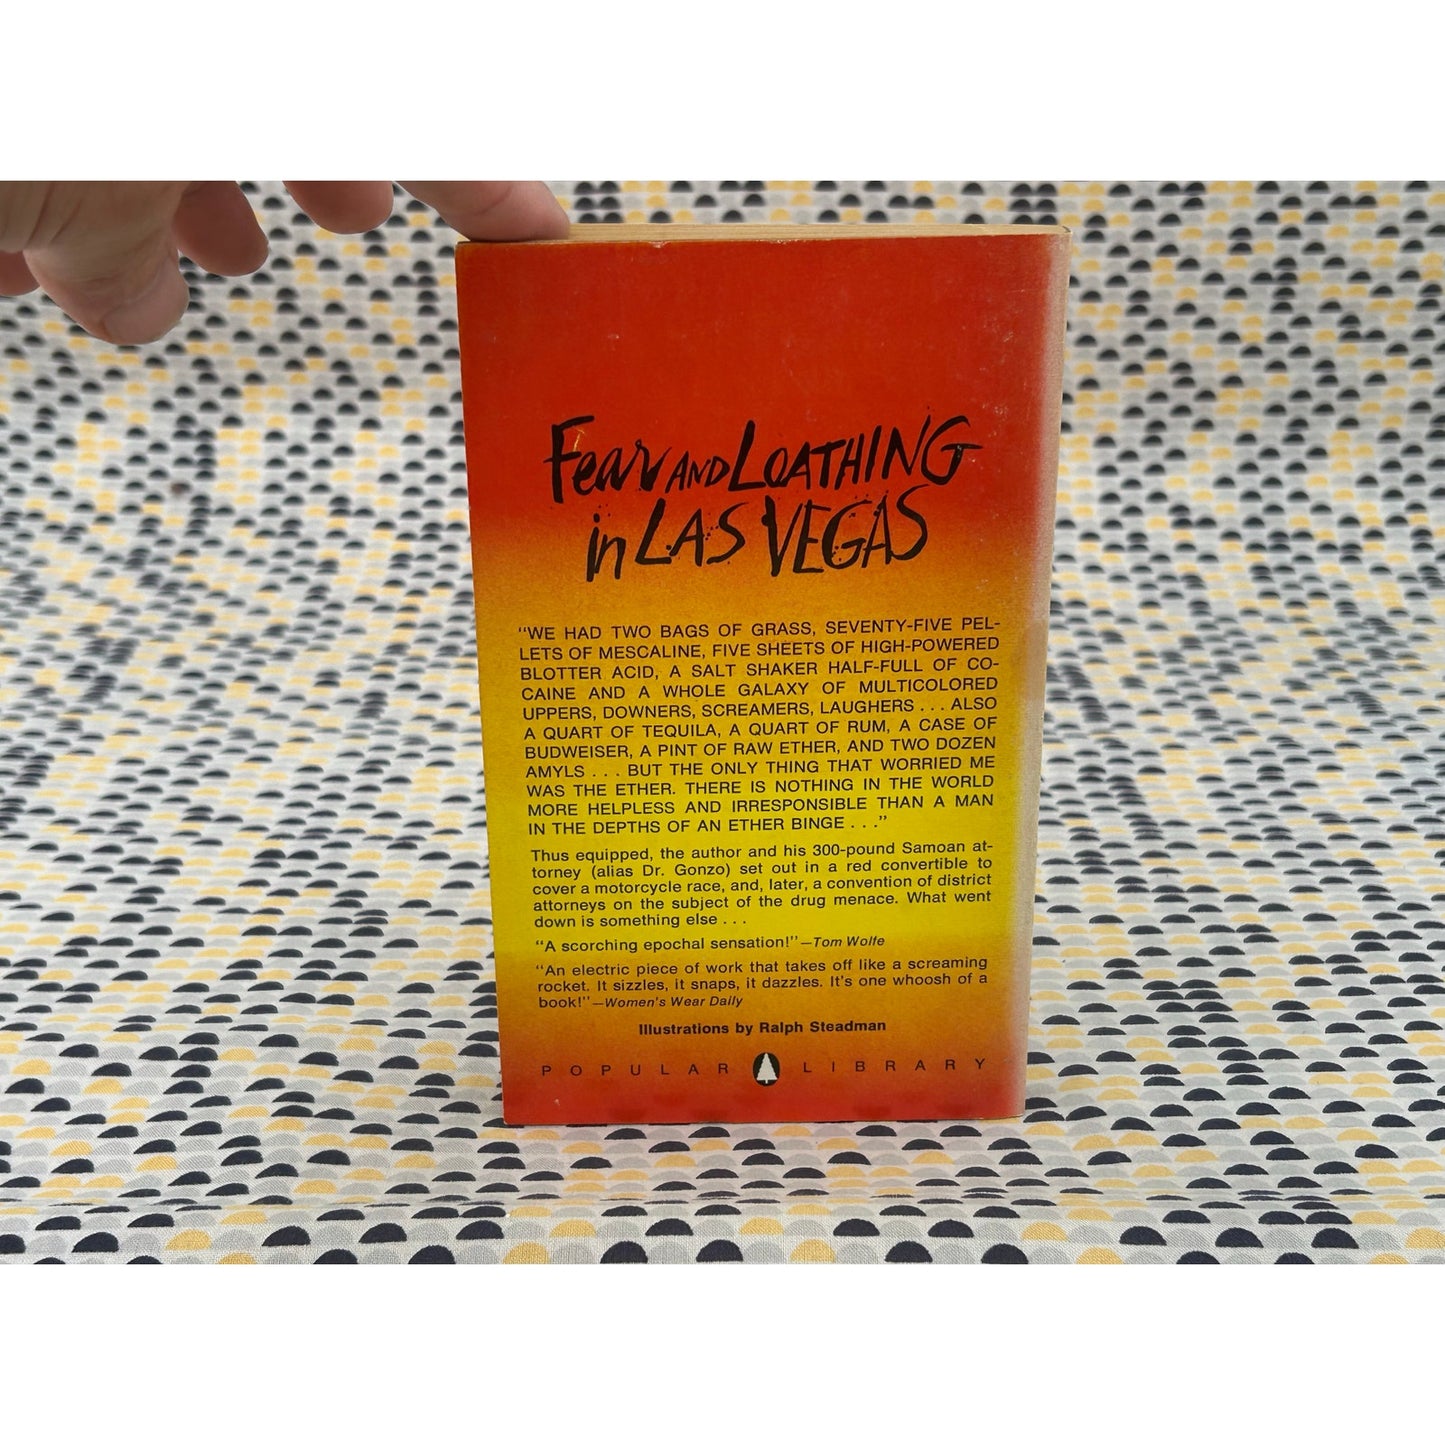 Fear AND LOATHING
in LAS VEGAS
"WE HAD TWO BAGS OF GRASS, SEVENTY-FIVE PEL-
LETS OF MESCALINE, FIVE SHEETS OF HIGH-POWERED
BLOTTER ACID, A SALT SHAKER HALF-FULL OF CO-
CAINE AND A WHOLE GALAXY OF MULTICOLORED
UPPERS, DOWNERS, SCREAMERS, LAUGHERS . . . ALSO
A QUART OF TEQUILA, A QUART OF RUM, A CASE OF
BUDWEISER, A PINT OF RAW ETHER, AND TWO DOZEN
AMYLS . . . BUT THE ONLY THING THAT WORRIED ME
WAS THE ETHER. THERE IS NOTHING IN THE WORLD
MORE HELPLESS AND IRRESPONSIBLE THAN A MAN
IN THE DEPTHS OF AN ETHER BINGE . . ."
Thus equipped, the author and his 300-pound Samoan at-
torney (alias Dr. Gonzo) set out in a red convertible to
cover a motorcycle race, and, later, a convention of district
attorneys on the subject of the drug menace. What went
down is something else . . .
"A scorching epochal sensation!"—Tom Wolfe
"An electric piece of work that takes off like a screaming
rocket. It sizzles, it snaps, it dazzles. It's one whoosh of a
book!"—Women's Wear Daily
Illustrations by Ralph Steadman
POPULAR LIBRARY